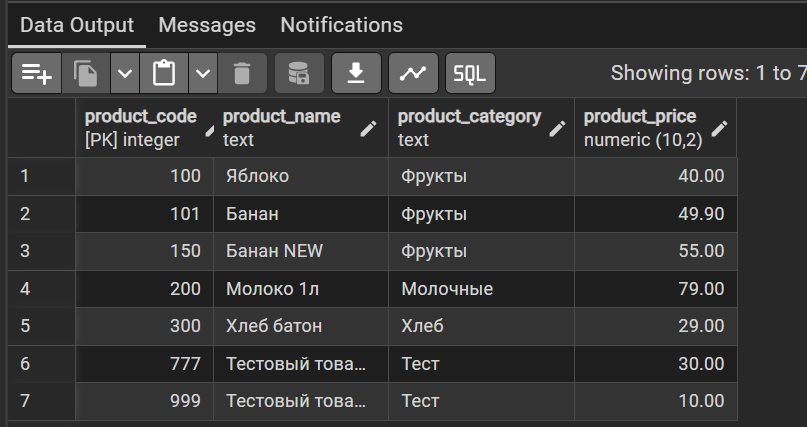 Data Output Messages Notifications
SQL Showing rows: 1 to 7
product_code product_name product_category product_price
[PK] integer text text numeric (10,2)
1 100 Яблоко Фрукты 40.00
2 101 Банан Фрукты 49.90
3 150 Банан NEW Фрукты 55.00
4 200 Молоко 1л Молочные 79.00
5 300 Хлеб батон Хлеб 29.00
6 777 Тестовый това... Тест 30.00
7 999 Тестовый това... Тест 10.00